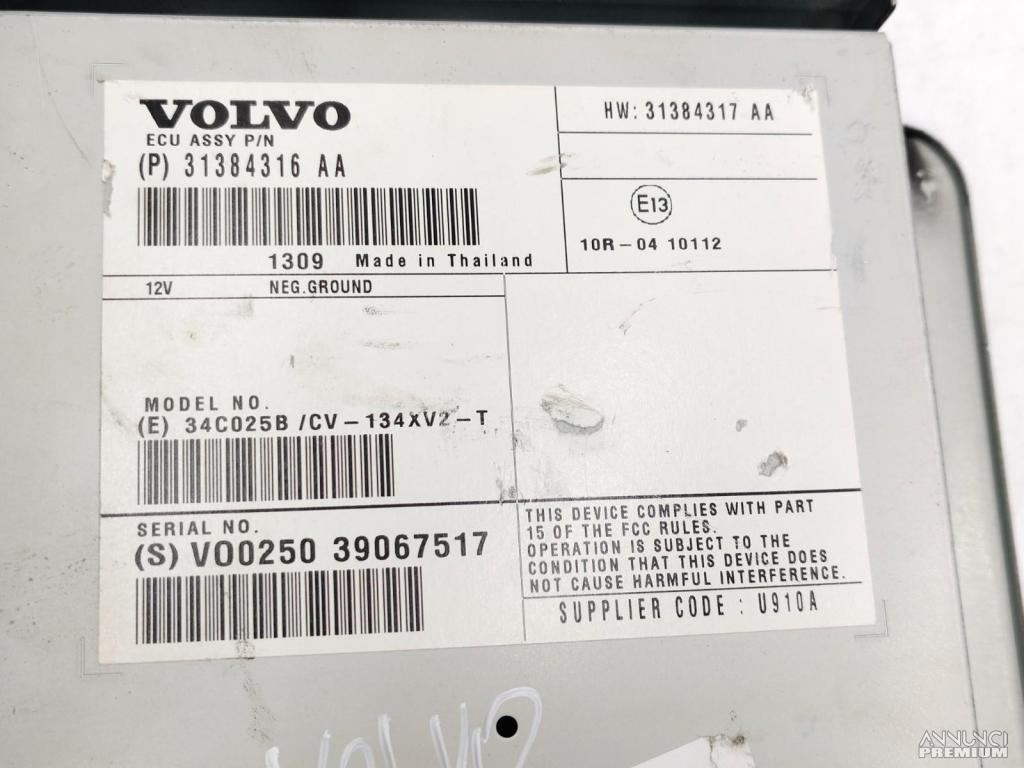 VOLVO
ECU ASSY P/N
(P) 31384316 AA
1309 Made in Thailand
HW: 31384317 AA
E13
10R-04 10112
12V NEG.GROUND
MODEL NO.
(E) 34C025B /CV-134XV2-T
SERIAL NO.
(S) VO0250 39067517
THIS DEVICE COMPLIES WITH PART
15 OF THE FCC RULES.
OPERATION IS SUBJECT TO THE
CONDITION THAT THIS DEVICE DOES
NOT CAUSE HARMFUL INTERFERENCE.
SUPPLIER CODE : U910A
ANNUNCI
PREMIUM